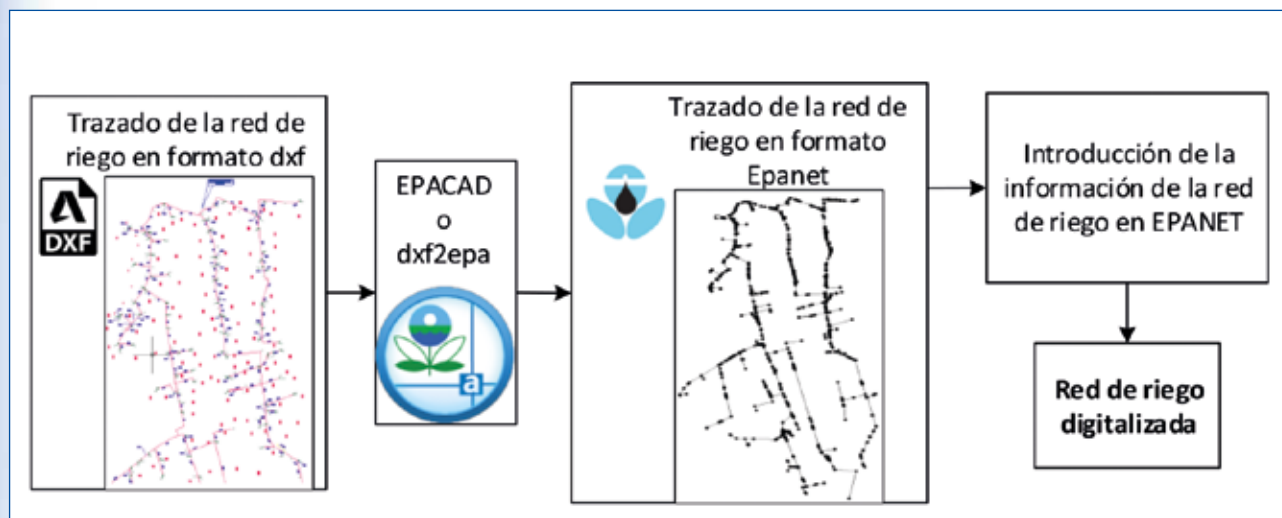 Trazado de la red de
riego en formato dxf
DXF
EPACAD
o
dxf2epa
a
Trazado de la red de
riego en formato
Epanet
Introducción de la
información de la red
de riego en EPANET
Red de riego
digitalizada